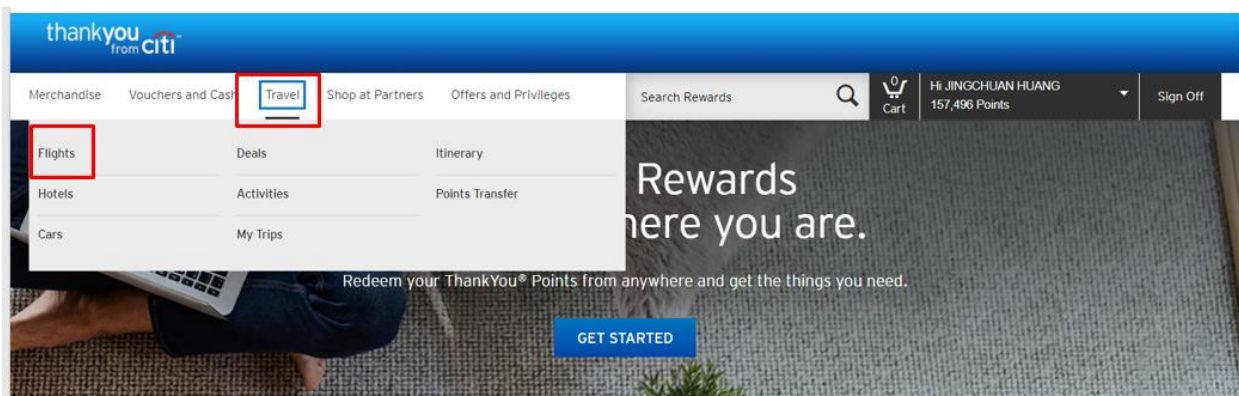 thankyou
from citi
Merchandise Vouchers and Cash Travel Shop at Partners Offers and Privileges Search Rewards 0 Cart Hi JINGCHUAN HUANG 157,496 Points Sign Off
Flights Deals Itinerary
Hotels Activities Points Transfer
Cars My Trips
Rewards
here you are.
Redeem your ThankYou® Points from anywhere and get the things you need.
GET STARTED